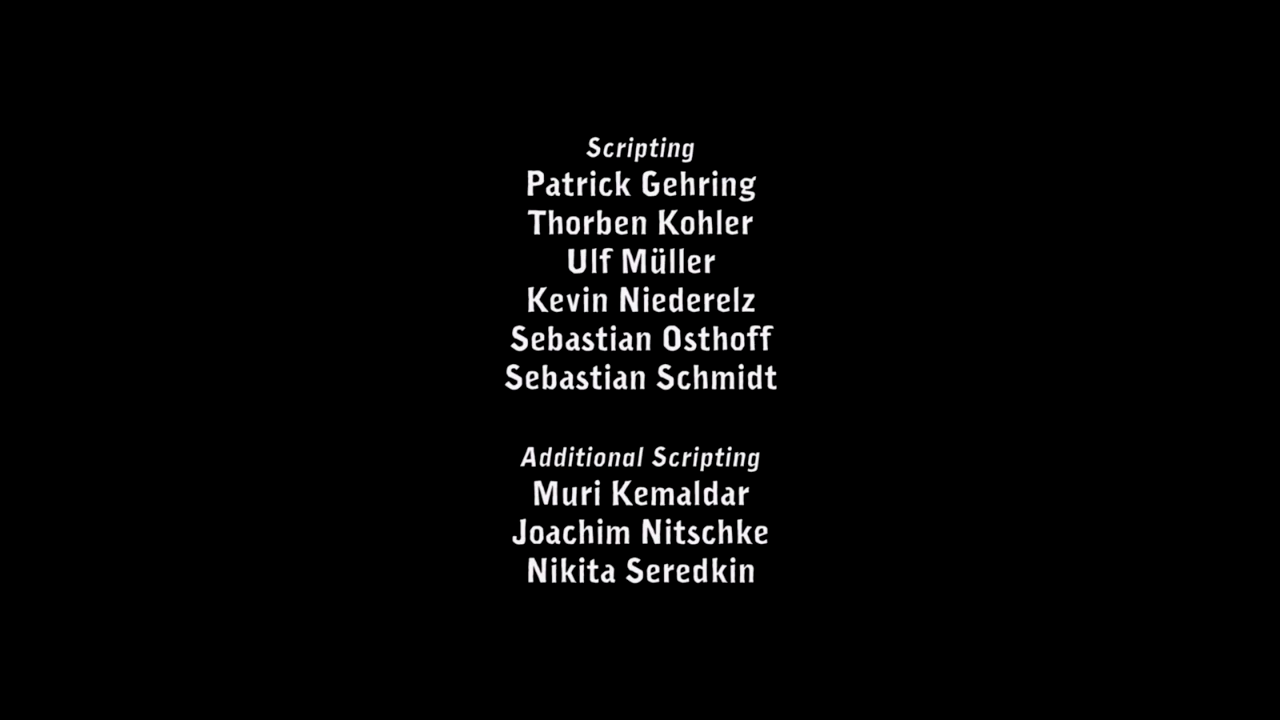 Scripting
Patrick Gehring
Thorben Kohler
Ulf Müller
Kevin Niederelz
Sebastian Osthoff
Sebastian Schmidt
Additional Scripting
Muri Kemaldar
Joachim Nitschke
Nikita Seredkin